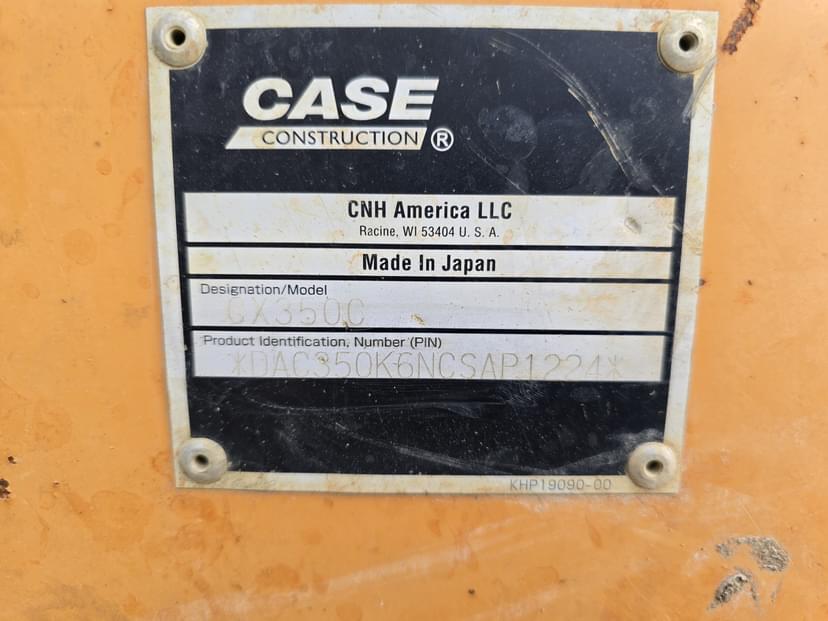 CASE
CONSTRUCTION ®
CNH America LLC
Racine, WI 53404 U. S. A.
Made In Japan
Designation/Model
CX350C
Product Identification, Number (PIN)
*DAC350K6NCSAP1224*
KHP19090-00